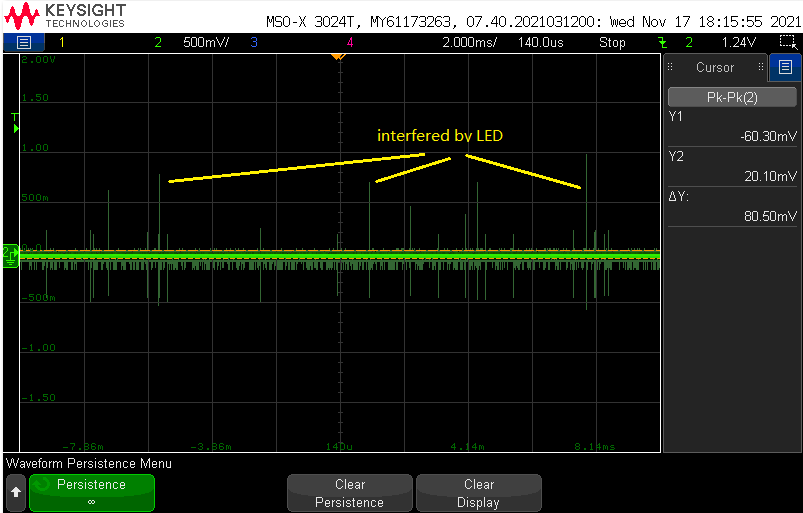 KEYSIGHT
TECHNOLOGIES
MSO-X 3024T, MY61173263, 07.40.2021031200: Wed Nov 17 18:15:55 2021
1 2 500mV/ 3 4 2.000ms/ 140.0us Stop 2 1.24V
2.00V
Cursor
Pk-Pk(2)
1.50
Y1
-60.30mV
T
interfered by LED
1.00
Y2
20.10mV
500m
ΔY:
80.50mV
2 0.0
-500m
-1.00
-1.50
-7.86m -3.86m 140u 4.14m 8.14ms
Waveform Persistence Menu
Persistence
∞
Clear
Persistence
Clear
Display